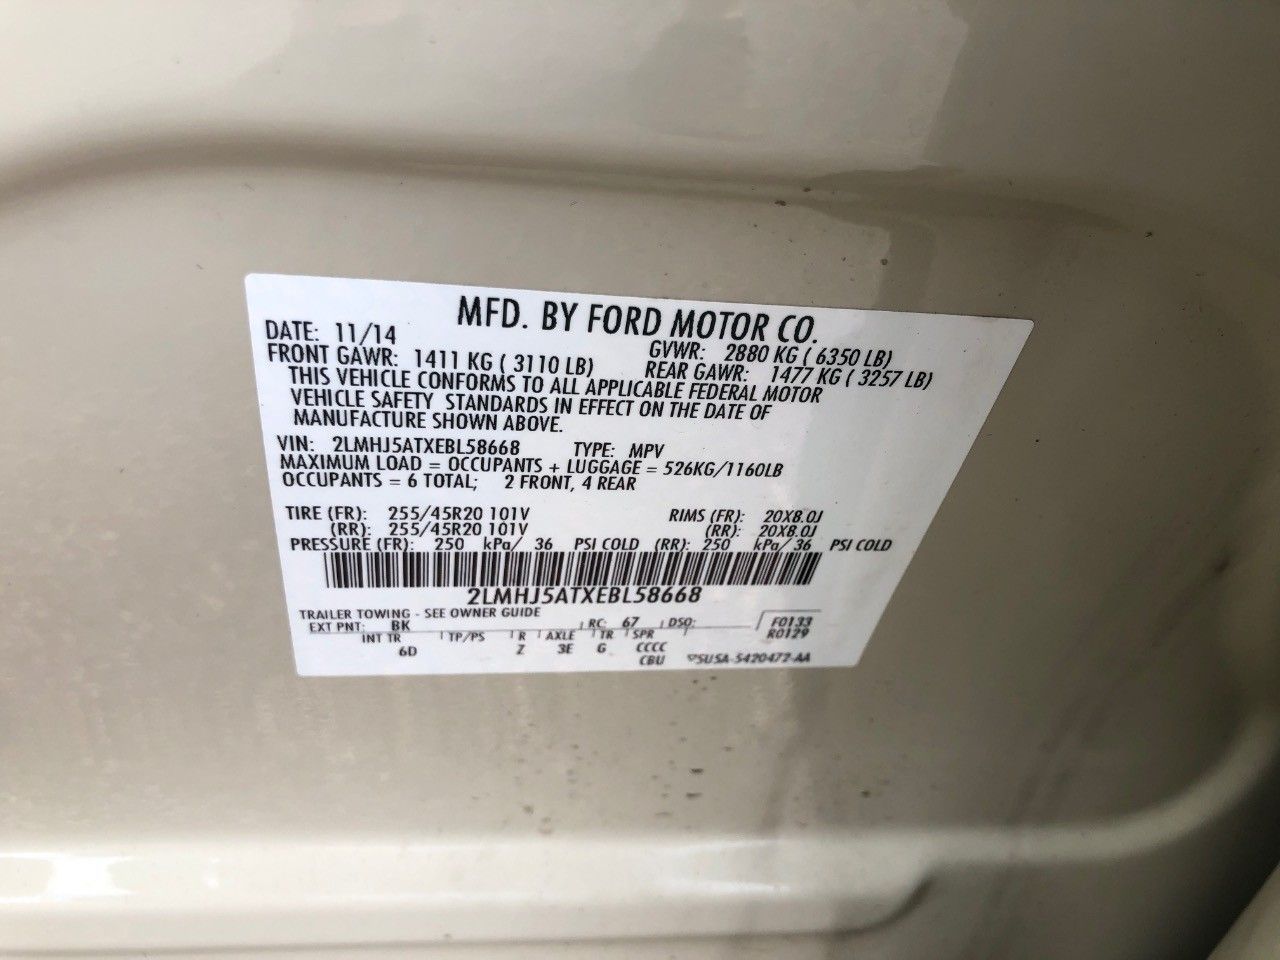 MFD. BY FORD MOTOR CO.
DATE: 11/14 GVWR: 2880 KG ( 6350 LB)
FRONT GAWR: 1411 KG ( 3110 LB) REAR GAWR: 1477 KG ( 3257 LB)
THIS VEHICLE CONFORMS TO ALL APPLICABLE FEDERAL MOTOR
VEHICLE SAFETY STANDARDS IN EFFECT ON THE DATE OF
MANUFACTURE SHOWN ABOVE.
VIN: 2LMHJ5ATXEBL58668 TYPE: MPV
MAXIMUM LOAD = OCCUPANTS + LUGGAGE = 526KG/1160LB
OCCUPANTS = 6 TOTAL; 2 FRONT, 4 REAR
TIRE (FR): 255/45R20 101V RIMS (FR): 20X8.0J
(RR): 255/45R20 101V (RR): 20X8.0J
PRESSURE (FR): 250 kPa/ 36 PSI COLD (RR): 250 kPa/ 36 PSI COLD
2LMHJ5ATXEBL58668
TRAILER TOWING - SEE OWNER GUIDE
EXT PNT: BK RC: 67 DSO: F0133
R0129
INT TR TP/PS R AXLE TR SPR
6D Z 3E G CCCC
CBU SUSA-5420472-AA